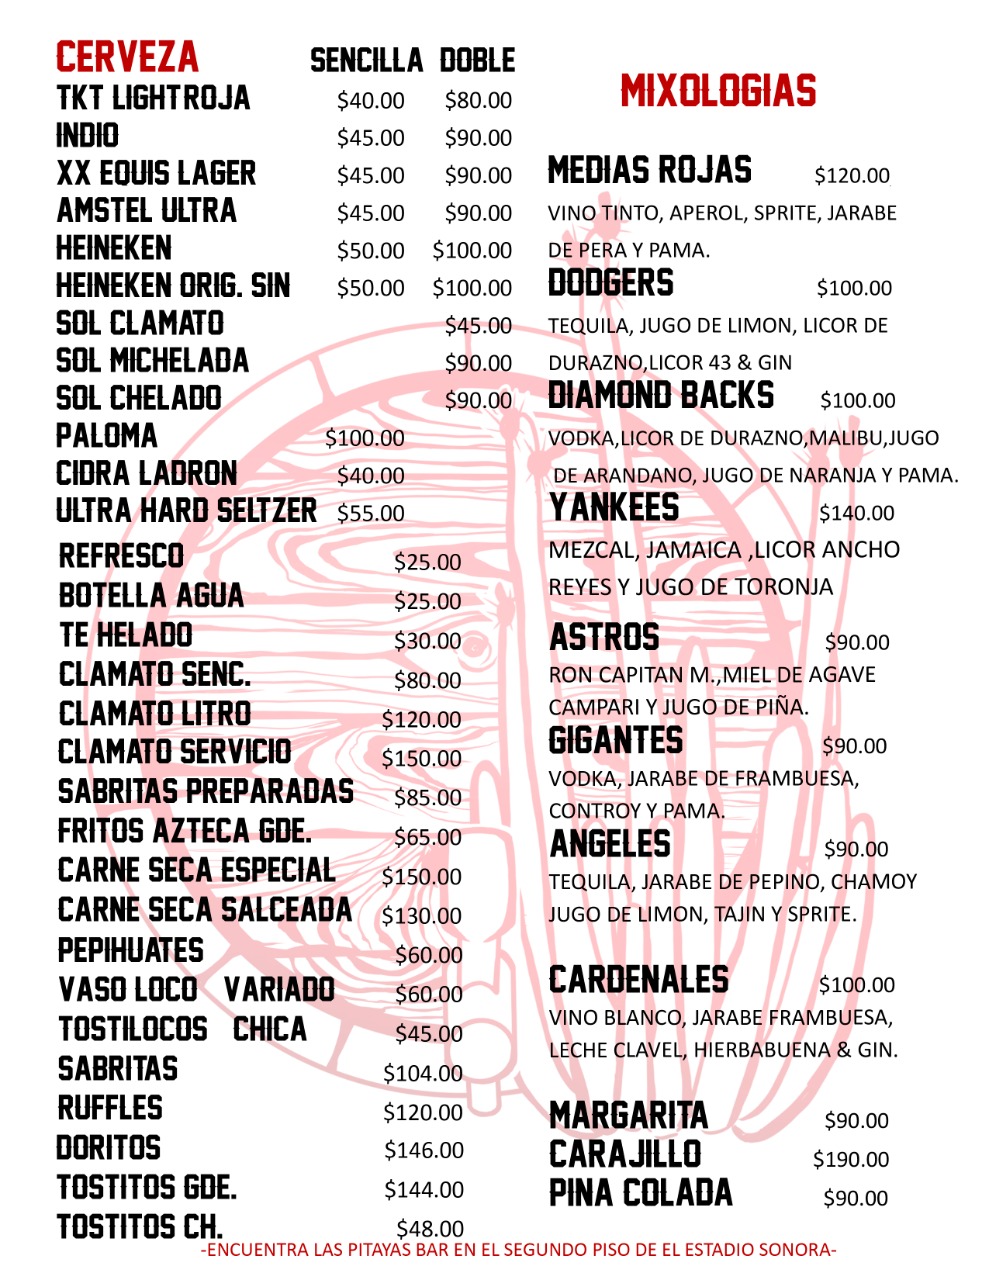 CERVEZA SENCILLA DOBLE
TKT LIGHT ROJA $40.00 $80.00
INDIO $45.00 $90.00
XX EQUIS LAGER $45.00 $90.00
AMSTEL ULTRA $45.00 $90.00
HEINEKEN $50.00 $100.00
HEINEKEN ORIG. SIN $50.00 $100.00
SOL CLAMATO $45.00
SOL MICHELADA $90.00
SOL CHELADO $90.00
PALOMA $100.00
CIDRA LADRON $40.00
ULTRA HARD SELTZER $55.00
REFRESCO $25.00
BOTELLA AGUA $25.00
TE HELADO $30.00
CLAMATO SENC. $80.00
CLAMATO LITRO $120.00
CLAMATO SERVICIO $150.00
SABRITAS PREPARADAS $85.00
FRITOS AZTECA GDE. $65.00
CARNE SECA ESPECIAL $150.00
CARNE SECA SALCEADA $130.00
PEPIHUATES $60.00
VASO LOCO VARIADO $60.00
TOSTILOCOS CHICA $45.00
SABRITAS $104.00
RUFFLES $120.00
DORITOS $146.00
TOSTITOS GDE. $144.00
TOSTITOS CH. $48.00
MIXOLOGIAS
MEDIAS ROJAS $120.00
VINO TINTO, APEROL, SPRITE, JARABE
DE PERA Y PAMA.
DODGERS $100.00
TEQUILA, JUGO DE LIMON, LICOR DE
DURAZNO,LICOR 43 & GIN
DIAMOND BACKS $100.00
VODKA,LICOR DE DURAZNO,MALIBU,JUGO
DE ARANDANO, JUGO DE NARANJA Y PAMA.
YANKEES $140.00
MEZCAL, JAMAICA ,LICOR ANCHO
REYES Y JUGO DE TORONJA
ASTROS $90.00
RON CAPITAN M.,MIEL DE AGAVE
CAMPARI Y JUGO DE PIÑA.
GIGANTES $90.00
VODKA, JARABE DE FRAMBUESA,
CONTROY Y PAMA.
ANGELES $90.00
TEQUILA, JARABE DE PEPINO, CHAMOY
JUGO DE LIMON, TAJIN Y SPRITE.
CARDENALES $100.00
VINO BLANCO, JARABE FRAMBUESA,
LECHE CLAVEL, HIERBABUENA & GIN.
MARGARITA $90.00
CARAJILLO $190.00
PINA COLADA $90.00
-ENCUENTRA LAS PITAYAS BAR EN EL SEGUNDO PISO DE EL ESTADIO SONORA-